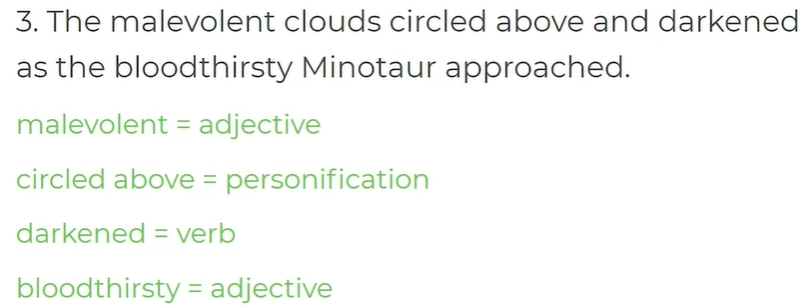 3. The malevolent clouds circled above and darkened
as the bloodthirsty Minotaur approached.
malevolent = adjective
circled above = personification
darkened = verb
bloodthirsty = adjective